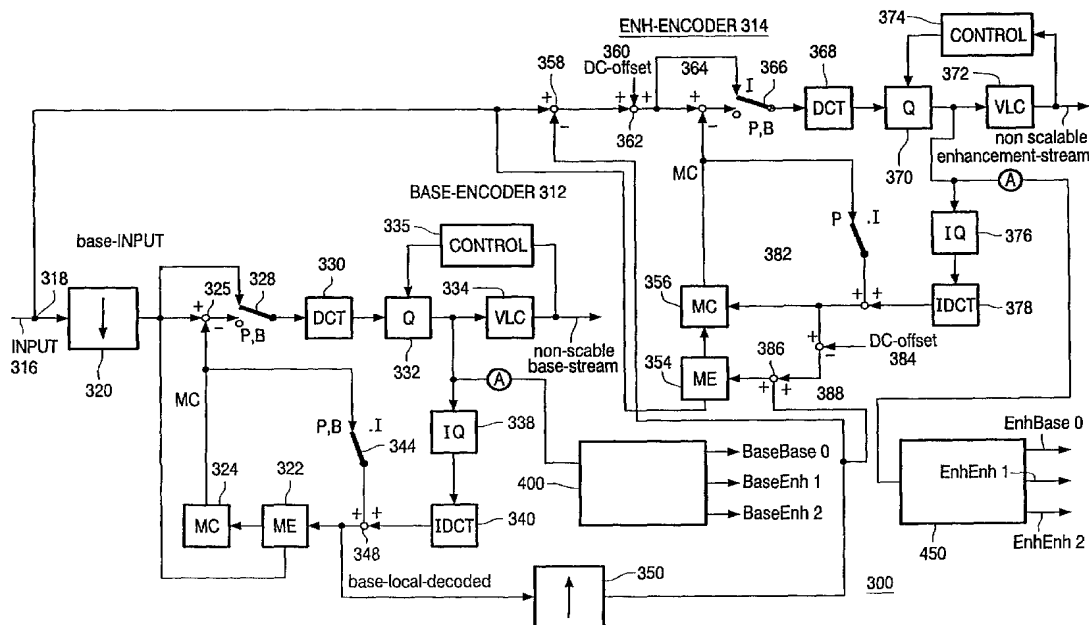 ENH-ENCODER 314
374
CONTROL
360
DC-offset
358
364
I
366
368
372
+
+
+
+
DCT
Q
VLC
−
362
−
P,B
370
non scalable
enhancement-stream
MC
A
BASE-ENCODER 312
base-INPUT
335
CONTROL
P
.I
IQ
376
318
325
328
330
334
382
+
356
MC
+
+
IDCT
378
−
P,B
DCT
Q
VLC
INPUT
316
320
332
non-scable
base-stream
DC-offset
384
354
ME
386
+
−
+
+
388
MC
A
P,B
.I
344
IQ
338
EnhBase 0
BaseBase 0
EnhEnh 1
400
BaseEnh 1
324
322
BaseEnh 2
MC
ME
+
+
IDCT
340
450
EnhEnh 2
348
350
base-local-decoded
300